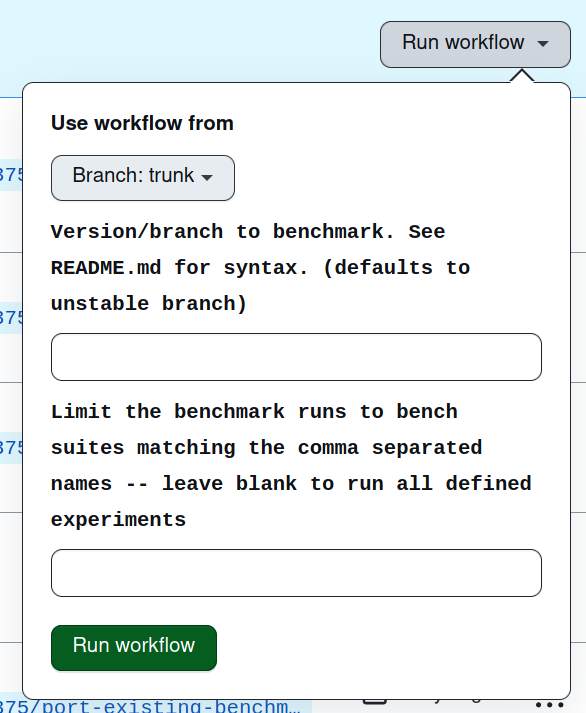 Run workflow
Use workflow from
375
Branch: trunk
Version/branch to benchmark. See
README.md for syntax. (defaults to
unstable branch)
375
Limit the benchmark runs to bench
375
suites matching the comma separated
names -- leave blank to run all defined
experiments
Run workflow
375/port-existing-benchm…